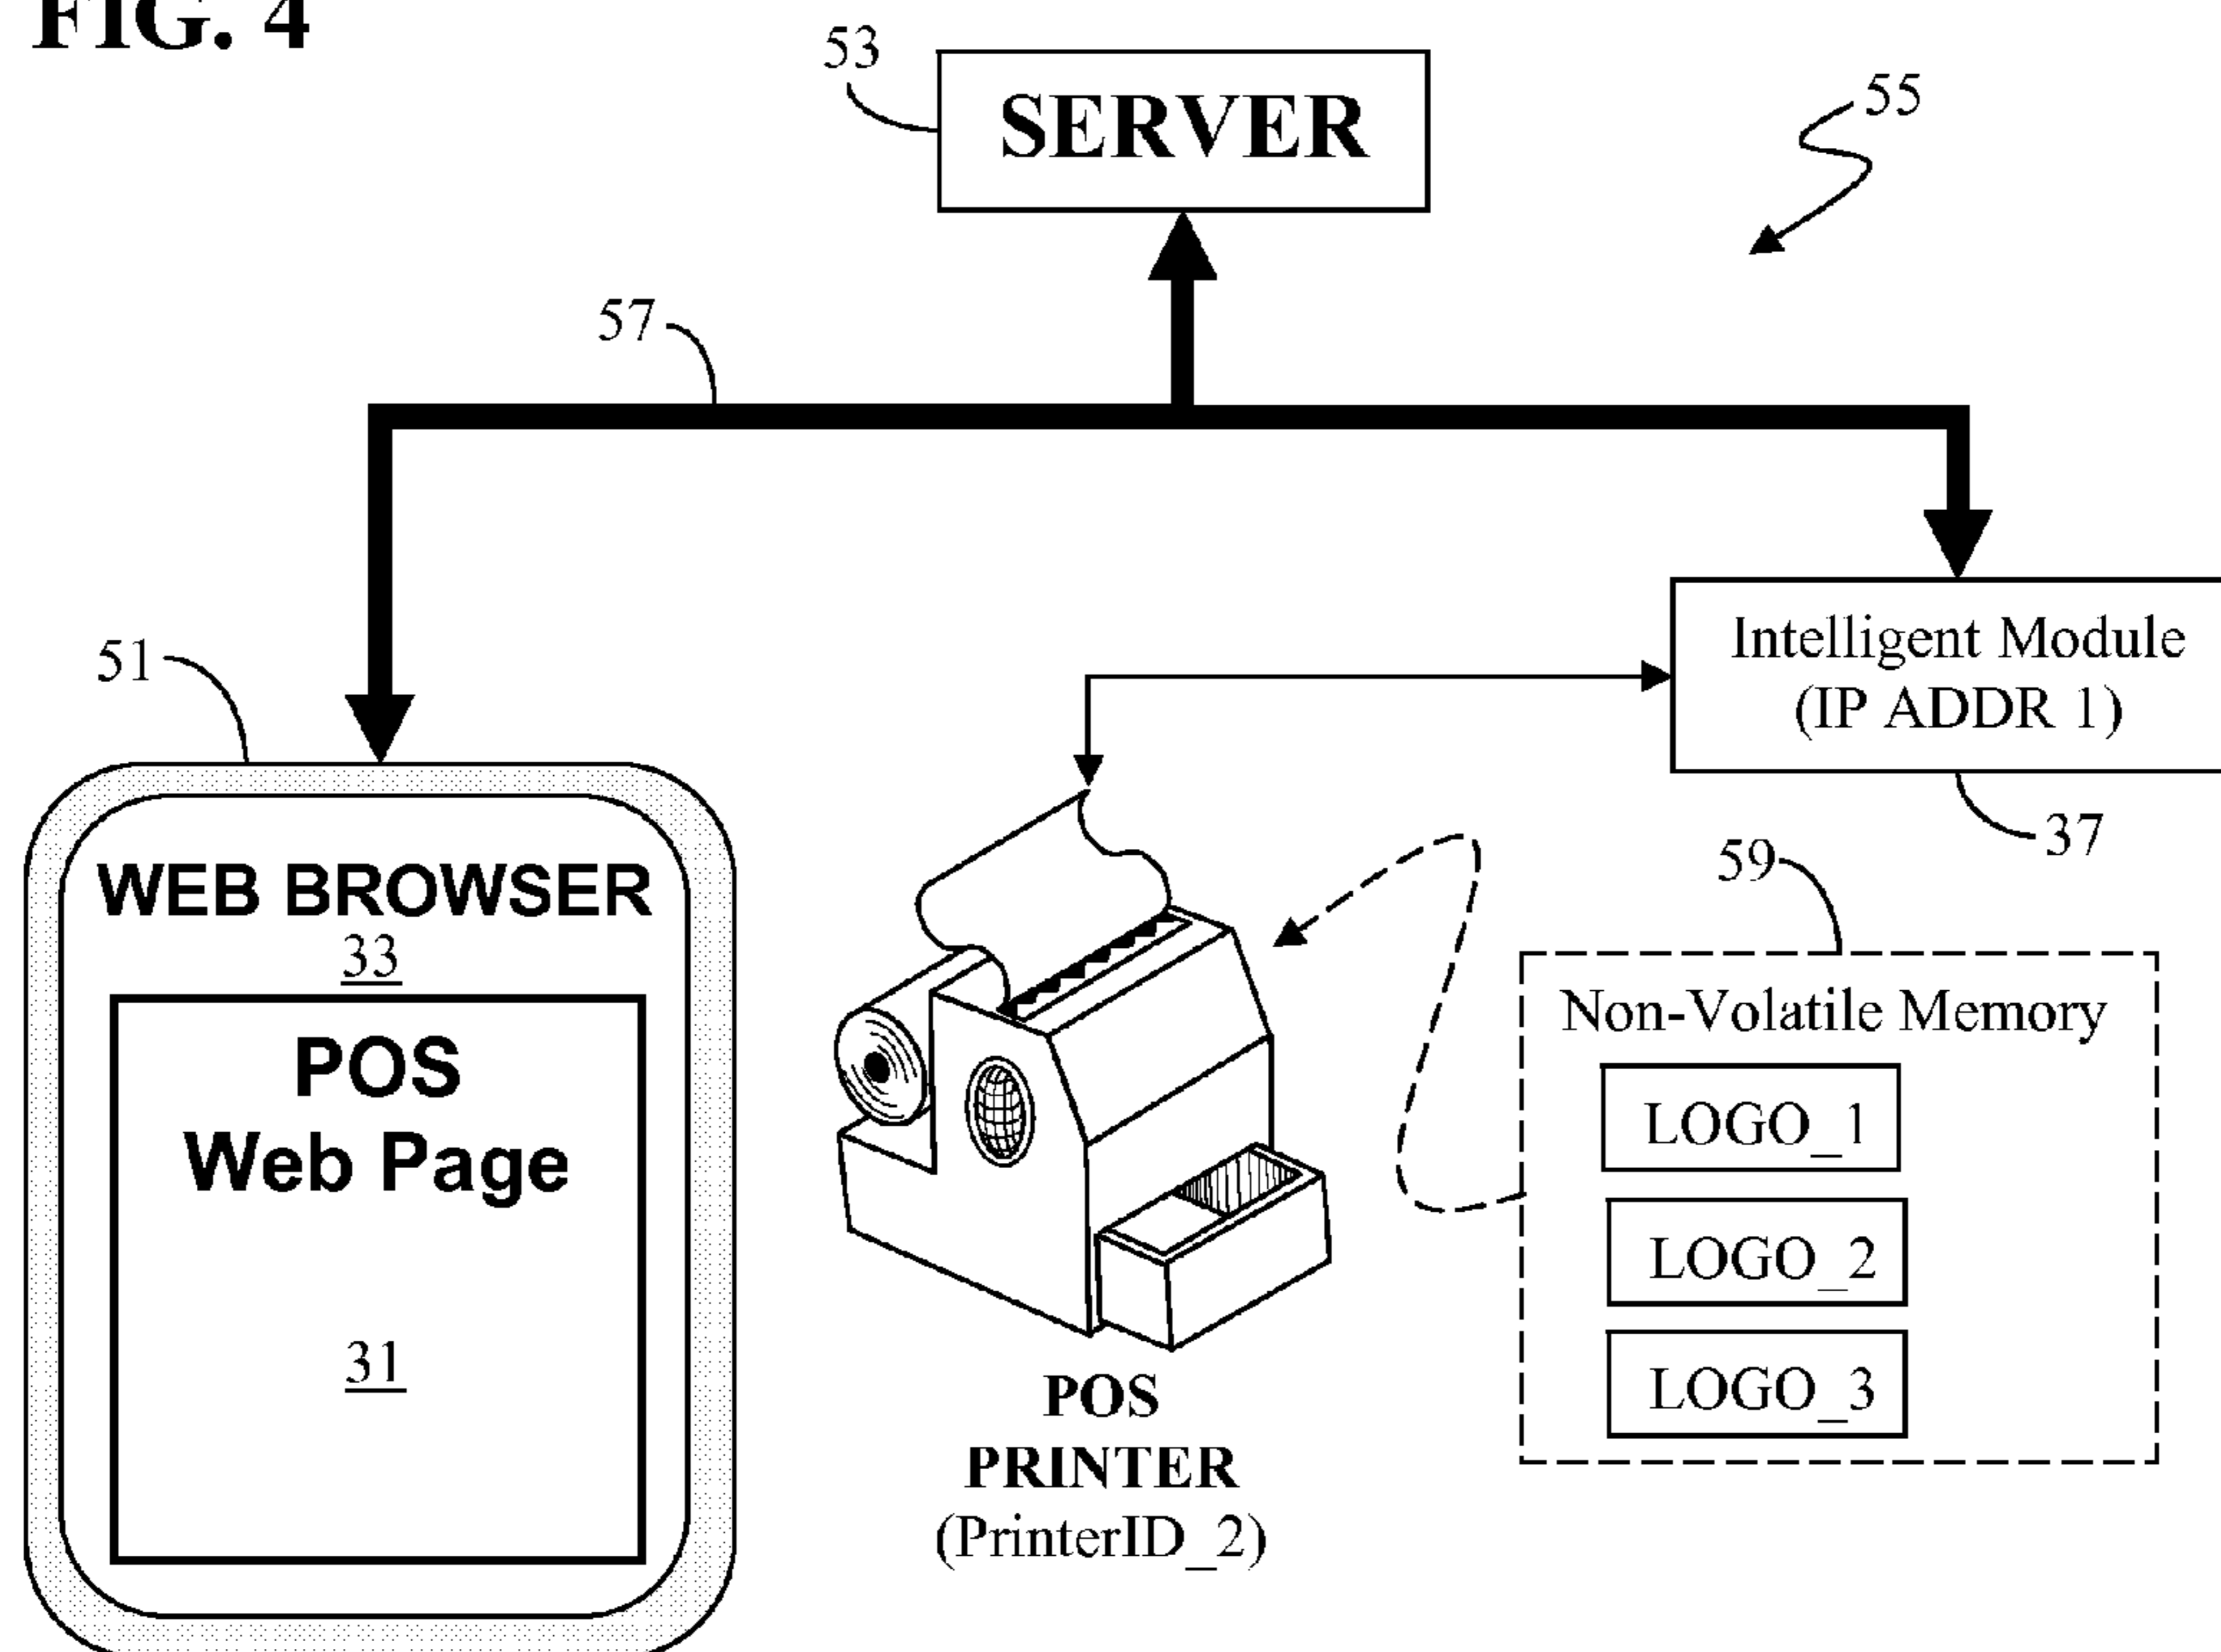 FIG. 4
53
SERVER
55
57
51
Intelligent Module
(IP ADDR 1)
37
WEB BROWSER
33
POS
Web Page
31
59
Non-Volatile Memory
LOGO_1
LOGO_2
LOGO_3
POS
PRINTER
(PrinterID_2)